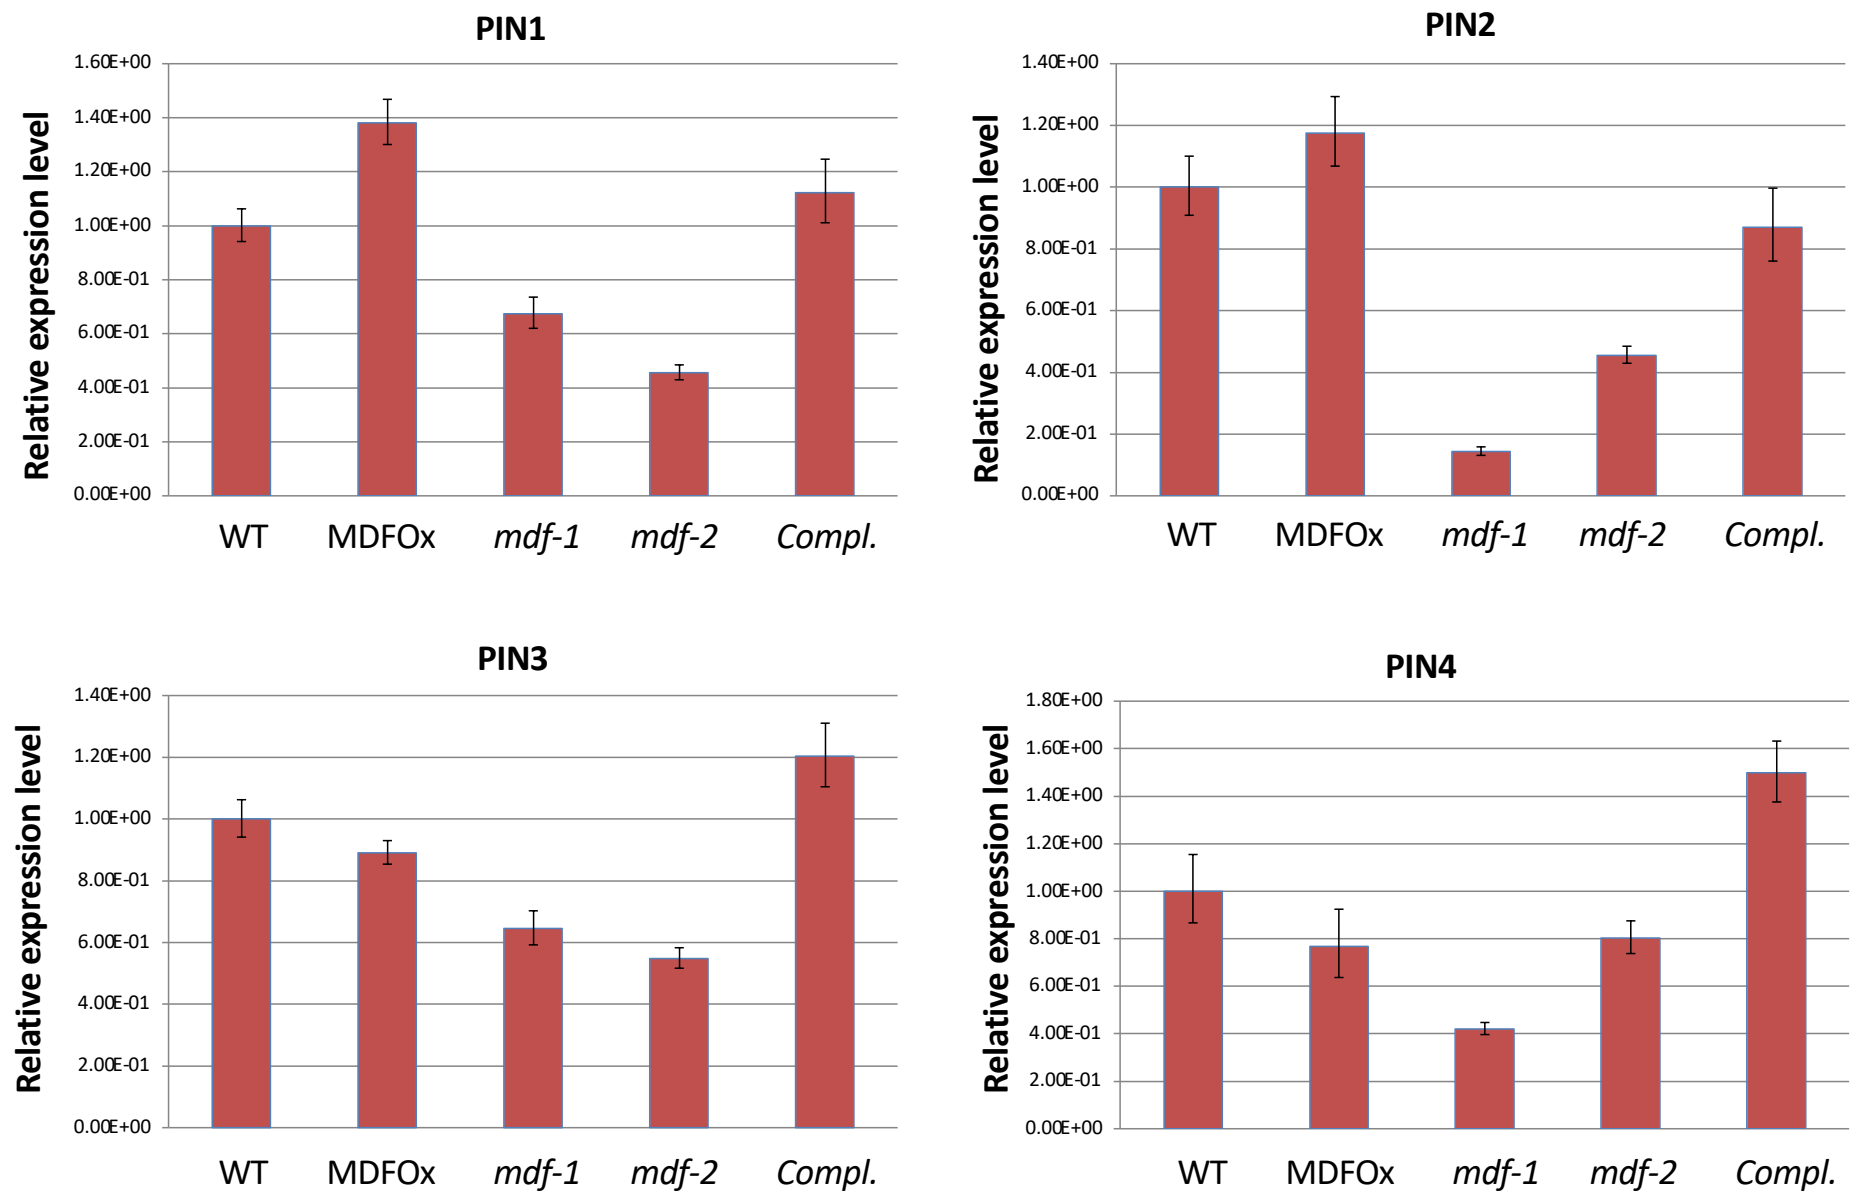 PIN1
Relative expression level
1.60E+00
1.40E+00
1.20E+00
1.00E+00
8.00E-01
6.00E-01
4.00E-01
2.00E-01
0.00E+00
WT MDFOx mdf-1 mdf-2 Compl.
PIN2
Relative expression level
1.40E+00
1.20E+00
1.00E+00
8.00E-01
6.00E-01
4.00E-01
2.00E-01
0.00E+00
WT MDFOx mdf-1 mdf-2 Compl.
PIN3
Relative expression level
1.40E+00
1.20E+00
1.00E+00
8.00E-01
6.00E-01
4.00E-01
2.00E-01
0.00E+00
WT MDFOx mdf-1 mdf-2 Compl.
PIN4
Relative expression level
1.80E+00
1.60E+00
1.40E+00
1.20E+00
1.00E+00
8.00E-01
6.00E-01
4.00E-01
2.00E-01
0.00E+00
WT MDFOx mdf-1 mdf-2 Compl.